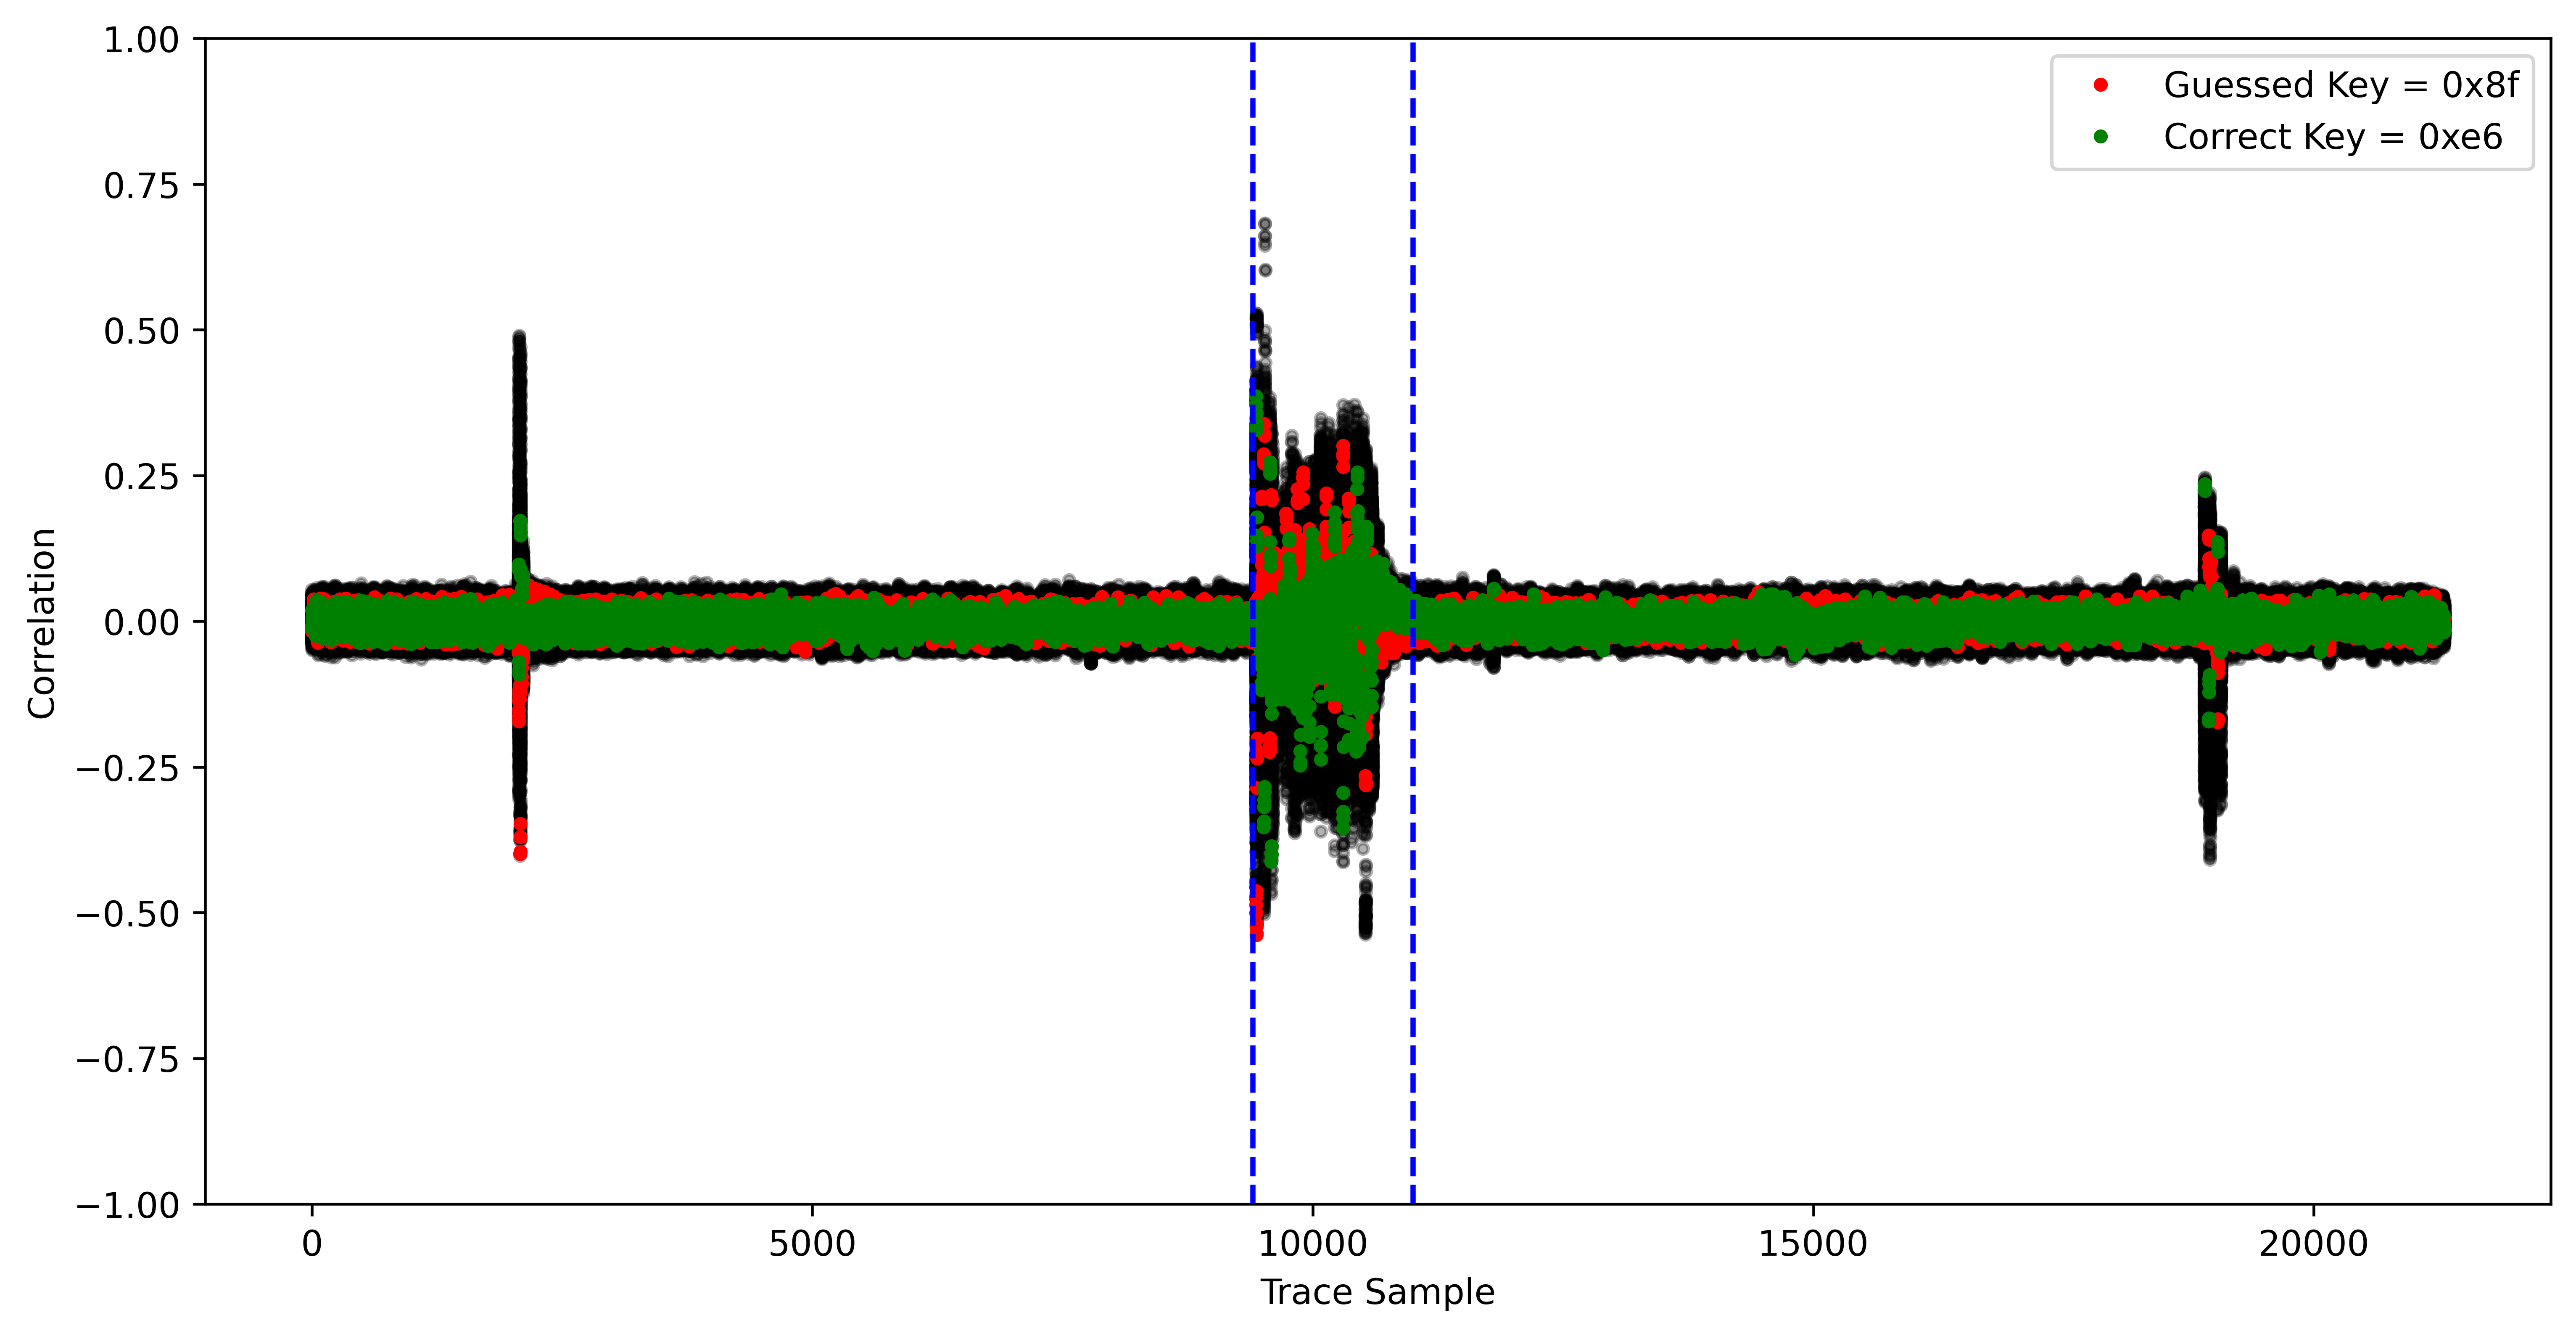 1.00
0.75
0.50
0.25
0.00
−0.25
−0.50
−0.75
−1.00
Correlation
Guessed Key = 0x8f
Correct Key = 0xe6
0 5000 10000 15000 20000
Trace Sample